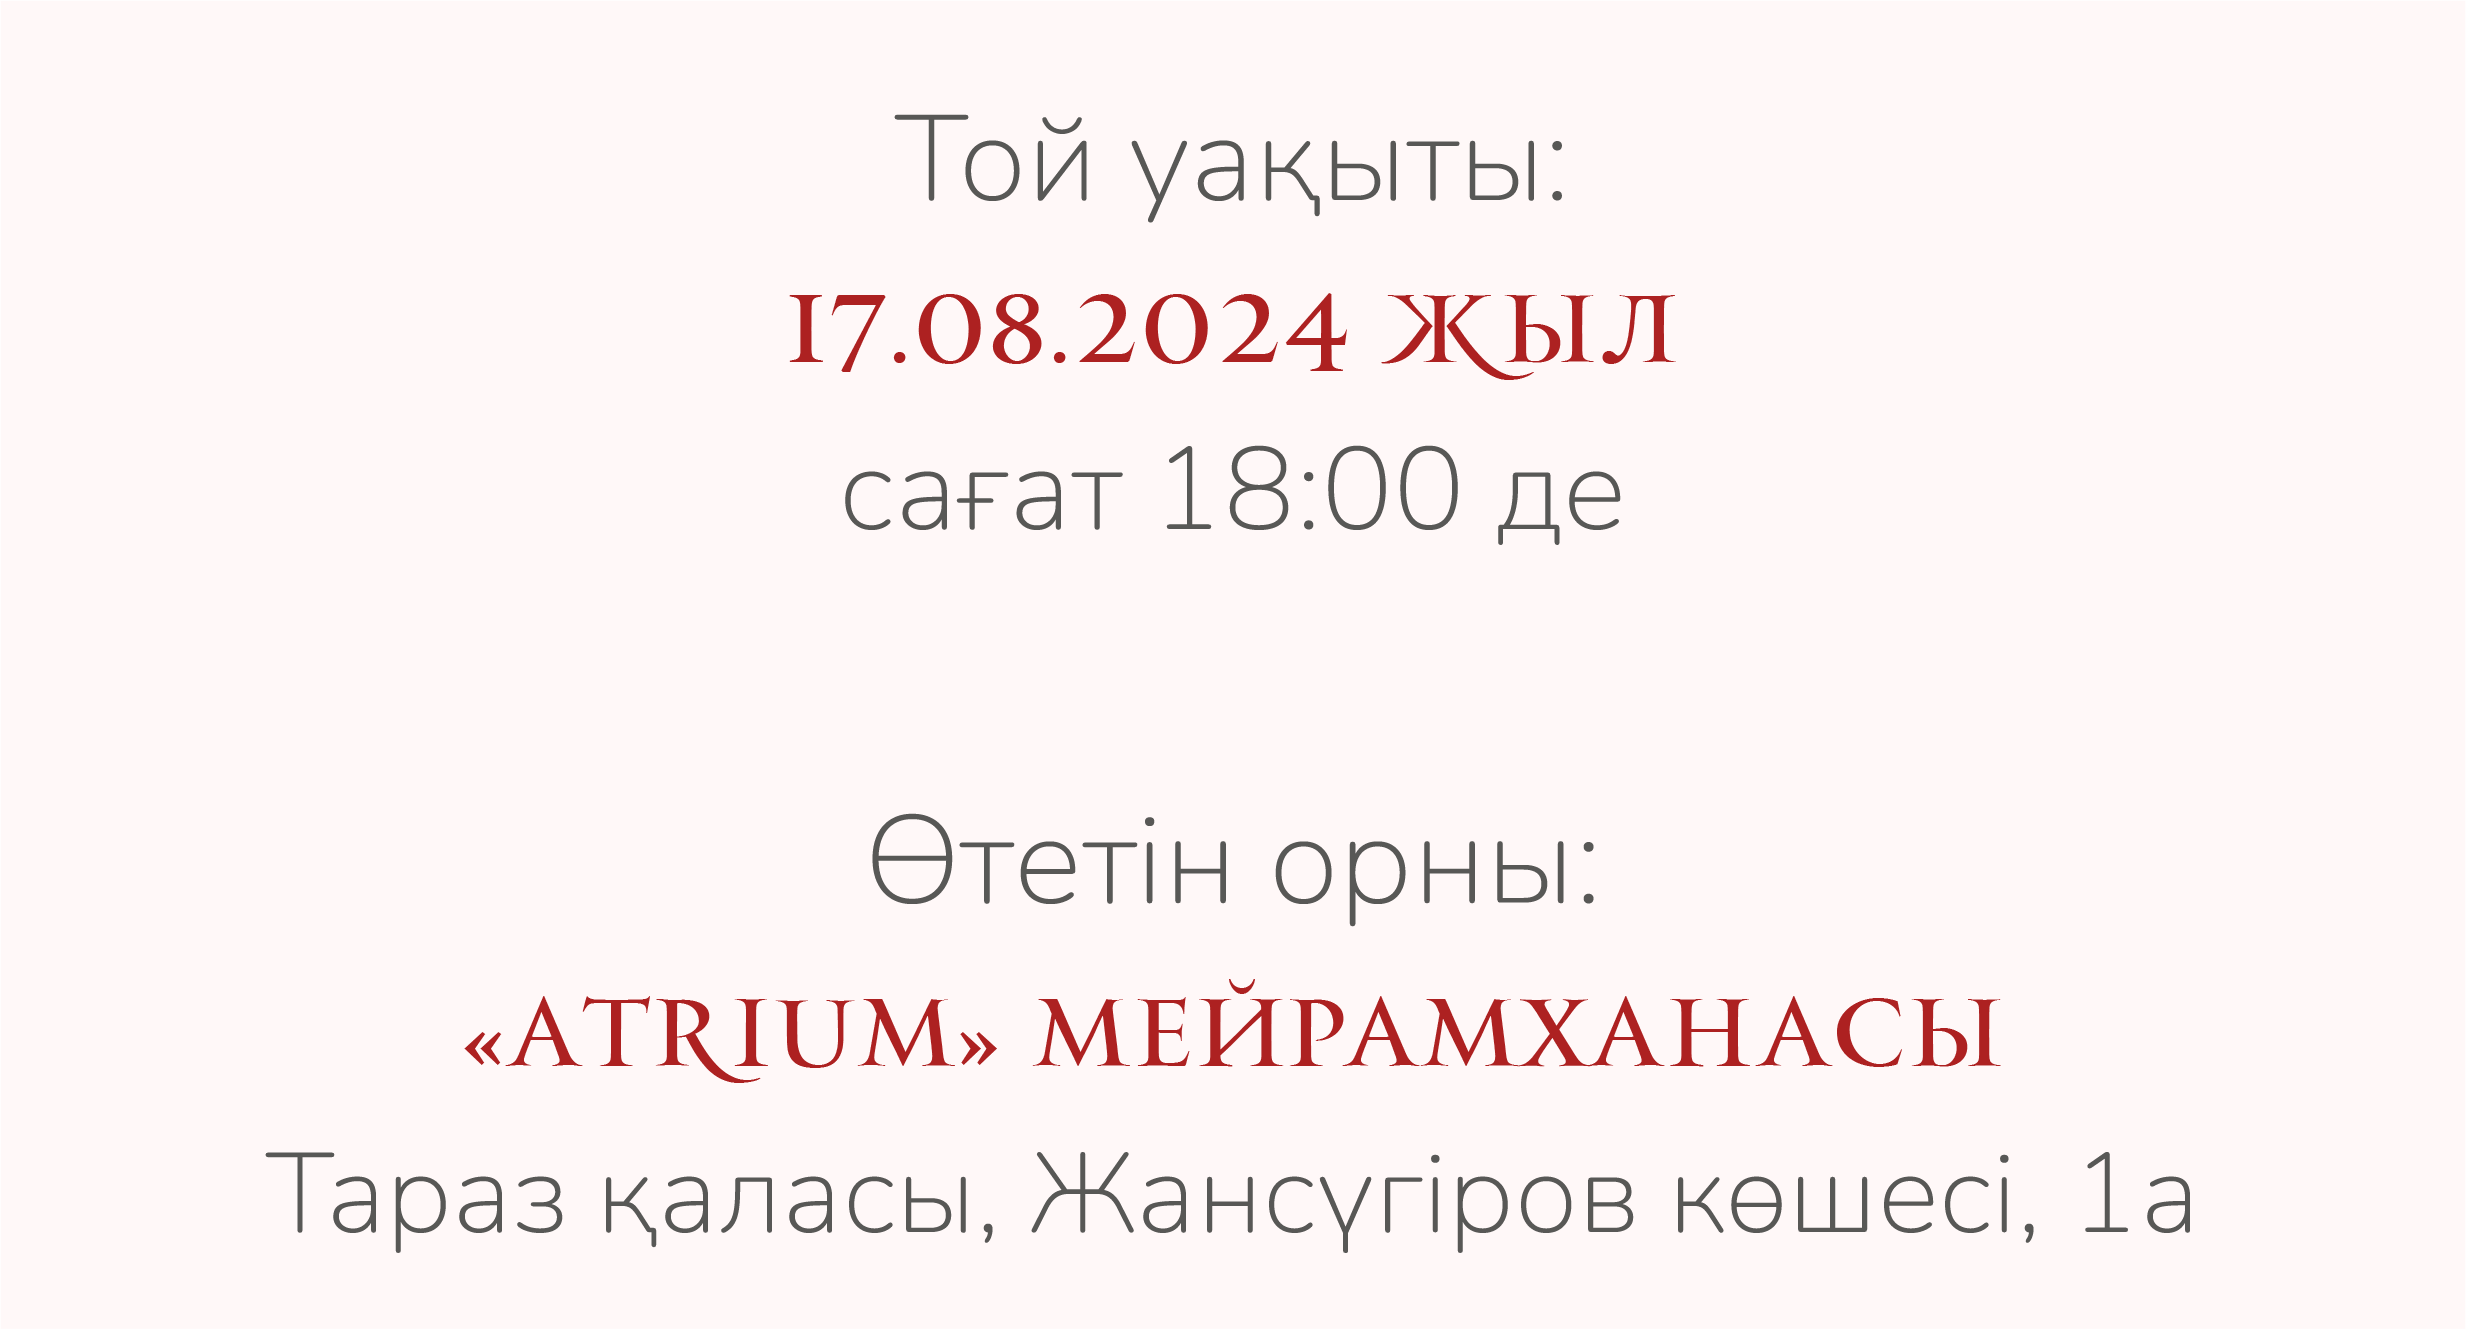 Той уақыты:
17.08.2024 ЖЫЛ
сағат 18:00 де
Өтетін орны:
«ATRIUM» МЕЙРАМХАНАСЫ
Тараз қаласы, Жансүгіров көшесі, 1а